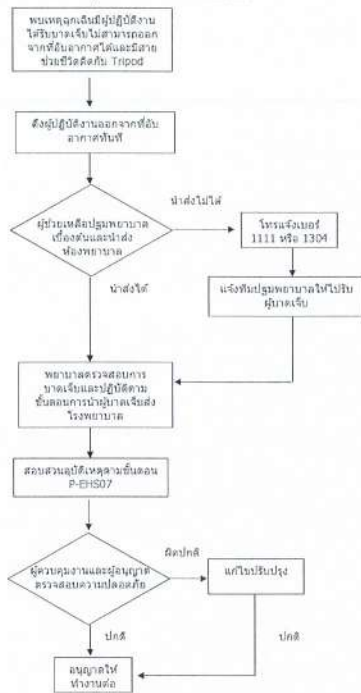 พบเหตุฉุกเฉินมีผู้ปฏิบัติงาน
ได้รับบาดเจ็บไม่สามารถออก
จากที่อับอากาศได้และมีสาย
ช่วยชีวิตติดกับ Tripod
ดึงผู้ปฏิบัติงานออกจากที่อับ
อากาศทันที
ผู้ช่วยเหลือปฐมพยาบาล
เบื้องต้นและนำส่ง
ห้องพยาบาล
นำส่งไม่ได้
โทรแจ้งเบอร์
1111 หรือ 1304
นำส่งได้
แจ้งทีมปฐมพยาบาลให้ไปรับ
ผู้บาดเจ็บ
พยาบาลตรวจสอบการ
บาดเจ็บและปฏิบัติตาม
ขั้นตอนการนำผู้บาดเจ็บส่ง
โรงพยาบาล
สอบสวนอุบัติเหตุตามขั้นตอน
P-EHS07
ผู้ควบคุมงานและผู้อนุญาต
ตรวจสอบความปลอดภัย
ผิดปกติ
แก้ไขปรับปรุง
ปกติ
ปกติ
อนุญาตให้
ทำงานต่อ